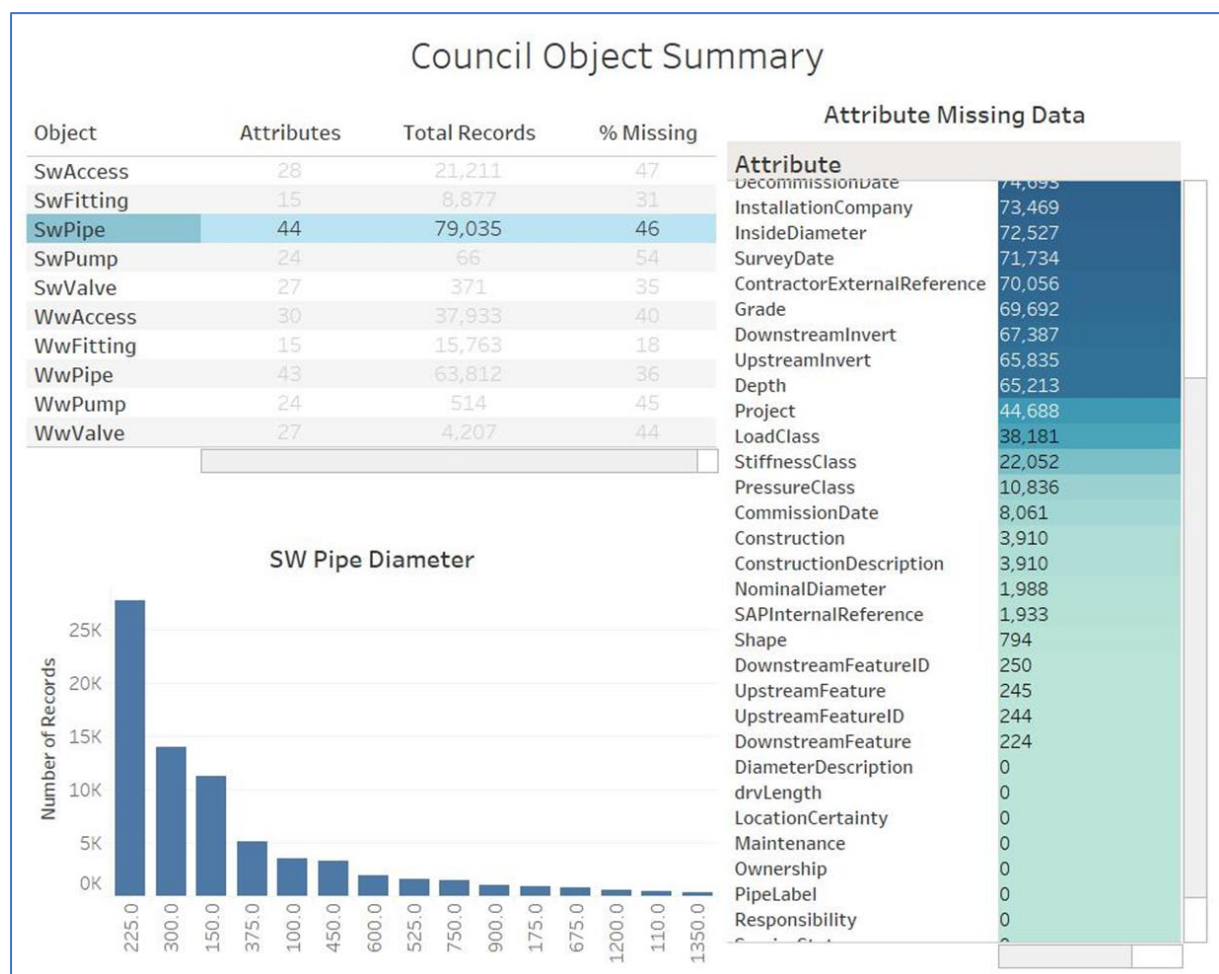 Council Object Summary
Object Attributes Total Records % Missing
SwAccess 28 21,211 47
SwFitting 15 8,877 31
SwPipe 44 79,035 46
SwPump 24 66 54
SwValve 27 371 35
WwAccess 30 37,933 40
WwFitting 15 15,763 18
WwPipe 43 63,812 36
WwPump 24 514 45
WwValve 27 4,207 44
SW Pipe Diameter
Number of Records
25K
20K
15K
10K
5K
0K
225.0 300.0 150.0 375.0 100.0 450.0 600.0 525.0 750.0 900.0 175.0 675.0 1200.0 110.0 1350.0
Attribute Missing Data
Attribute
DecommissionDate 74,693
InstallationCompany 73,469
InsideDiameter 72,527
SurveyDate 71,734
ContractorExternalReference 70,056
Grade 69,692
DownstreamInvert 67,387
UpstreamInvert 65,835
Depth 65,213
Project 44,688
LoadClass 38,181
StiffnessClass 22,052
PressureClass 10,836
CommissionDate 8,061
Construction 3,910
ConstructionDescription 3,910
NominalDiameter 1,988
SAPInternalReference 1,933
Shape 794
DownstreamFeatureID 250
UpstreamFeature 245
UpstreamFeatureID 244
DownstreamFeature 224
DiameterDescription 0
drvLength 0
LocationCertainty 0
Maintenance 0
Ownership 0
PipeLabel 0
Responsibility 0